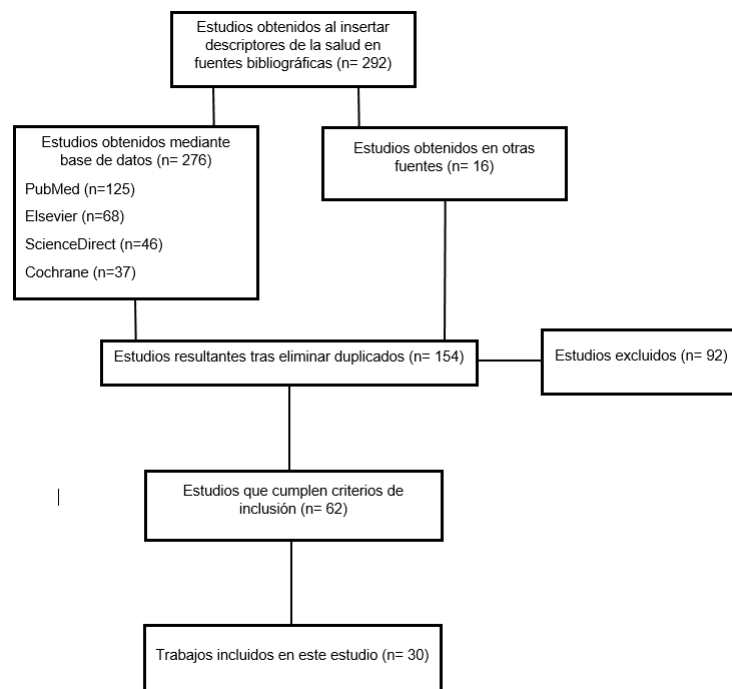 Estudios obtenidos al insertar
descriptores de la salud en
fuentes bibliográficas (n= 292)
Estudios obtenidos mediante
base de datos (n= 276)
PubMed (n=125)
Elsevier (n=68)
ScienceDirect (n=46)
Cochrane (n=37)
Estudios obtenidos en otras
fuentes (n= 16)
Estudios resultantes tras eliminar duplicados (n= 154)
Estudios excluidos (n= 92)
Estudios que cumplen criterios de
inclusión (n= 62)
Trabajos incluidos en este estudio (n= 30)